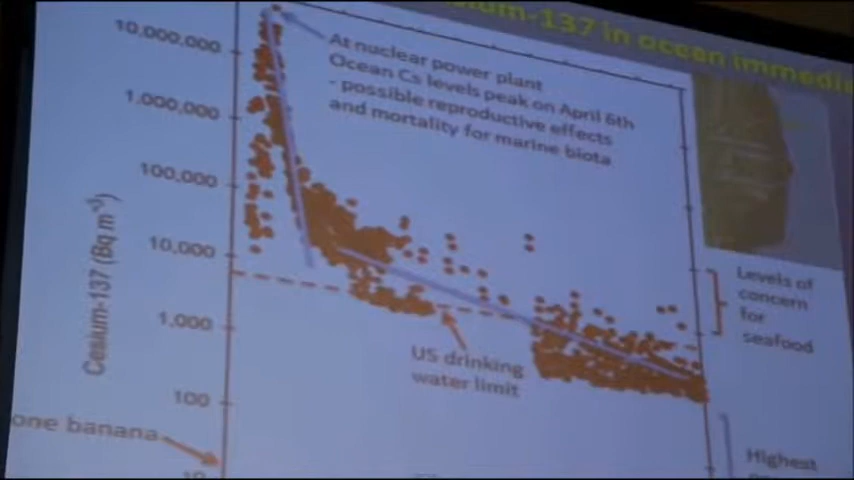 esium-137 in ocean immedia
10,000,000
1,000,000
100,000
10,000
1,000
100
10
Cesium-137 (Bq m⁻³)
At nuclear power plant
Ocean Cs levels peak on April 6th
- possible reproductive effects
and mortality for marine biota
US drinking
water limit
Levels of
concern
for
seafood
one banana
Highest